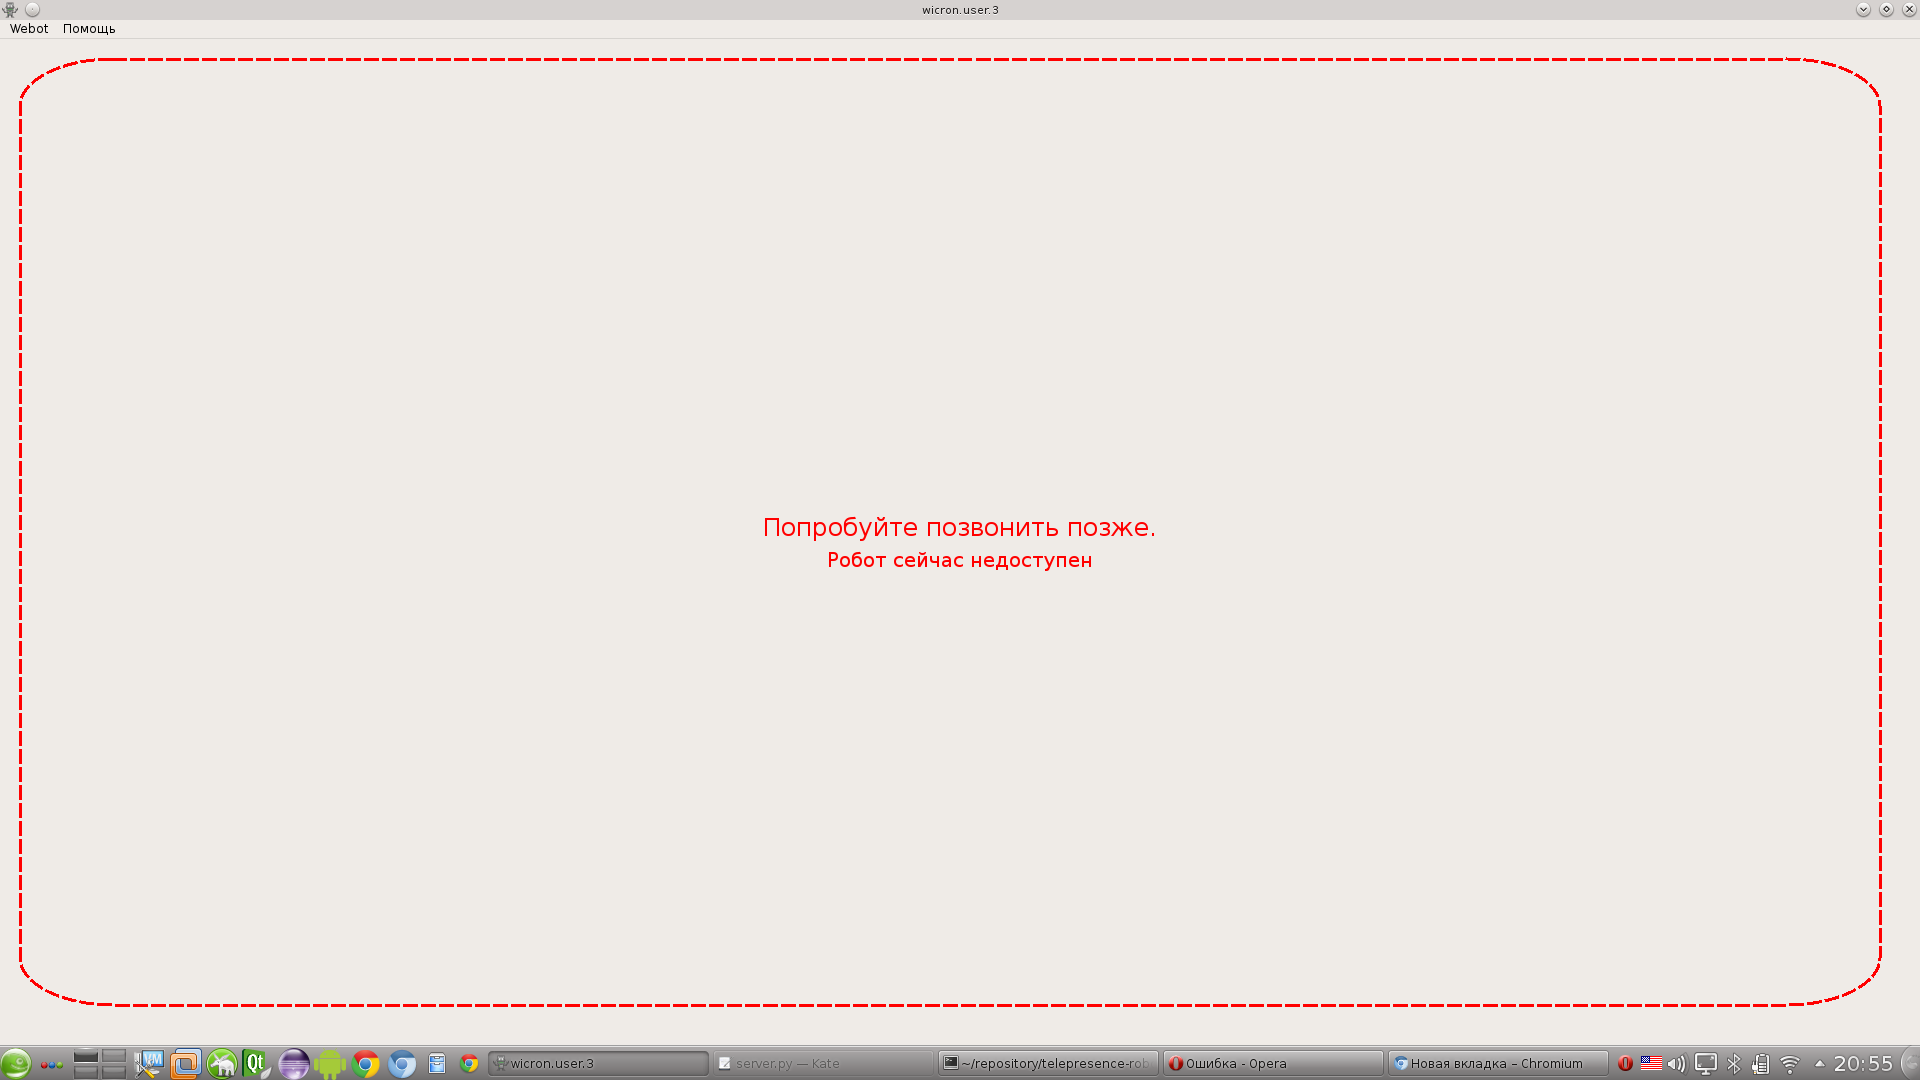 wicron.user.3
Webot Помощь
Попробуйте позвонить позже.
Робот сейчас недоступен
Qt wicron.user.3 server.py — Kate ~/repository/telepresence-rob Ошибка - Opera Новая вкладка – Chromium 20:55